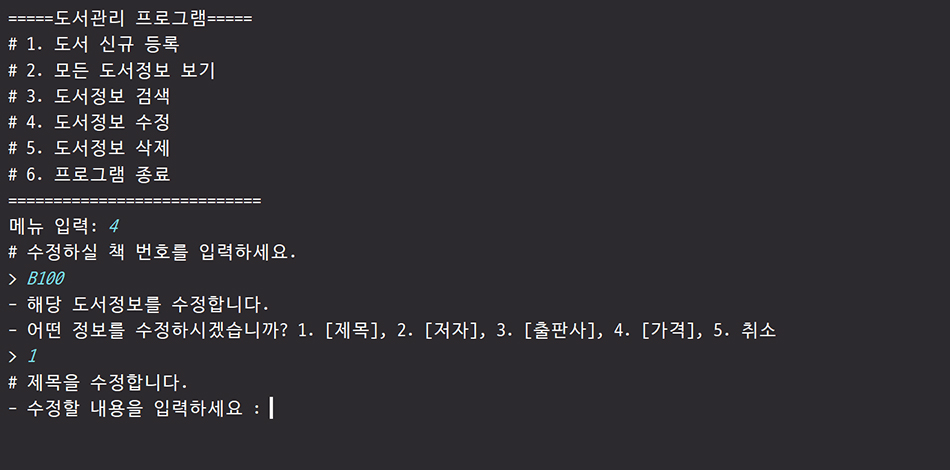 =====도서관리 프로그램=====
# 1. 도서 신규 등록
# 2. 모든 도서정보 보기
# 3. 도서정보 검색
# 4. 도서정보 수정
# 5. 도서정보 삭제
# 6. 프로그램 종료
============================
메뉴 입력: 4
# 수정하실 책 번호를 입력하세요.
> B100
- 해당 도서정보를 수정합니다.
- 어떤 정보를 수정하시겠습니까? 1. [제목], 2. [저자], 3. [출판사], 4. [가격], 5. 취소
> 1
# 제목을 수정합니다.
- 수정할 내용을 입력하세요 :